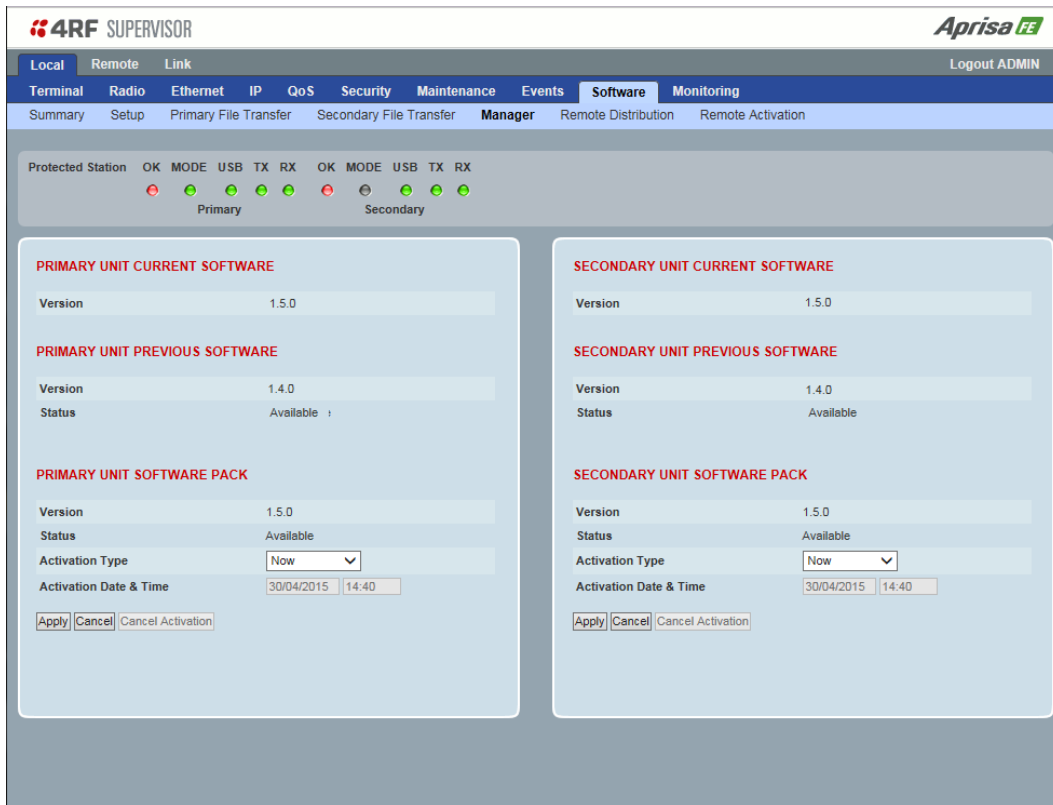 4RF SUPERVISOR
Aprisa FE
Local Remote Link Logout ADMIN
Terminal Radio Ethernet IP QoS Security Maintenance Events Software Monitoring
Summary Setup Primary File Transfer Secondary File Transfer Manager Remote Distribution Remote Activation
Protected Station OK MODE USB TX RX OK MODE USB TX RX
Primary Secondary
PRIMARY UNIT CURRENT SOFTWARE
Version 1.5.0
PRIMARY UNIT PREVIOUS SOFTWARE
Version 1.4.0
Status Available
PRIMARY UNIT SOFTWARE PACK
Version 1.5.0
Status Available
Activation Type Now
Activation Date & Time 30/04/2015 14:40
Apply Cancel Cancel Activation
SECONDARY UNIT CURRENT SOFTWARE
Version 1.5.0
SECONDARY UNIT PREVIOUS SOFTWARE
Version 1.4.0
Status Available
SECONDARY UNIT SOFTWARE PACK
Version 1.5.0
Status Available
Activation Type Now
Activation Date & Time 30/04/2015 14:40
Apply Cancel Cancel Activation